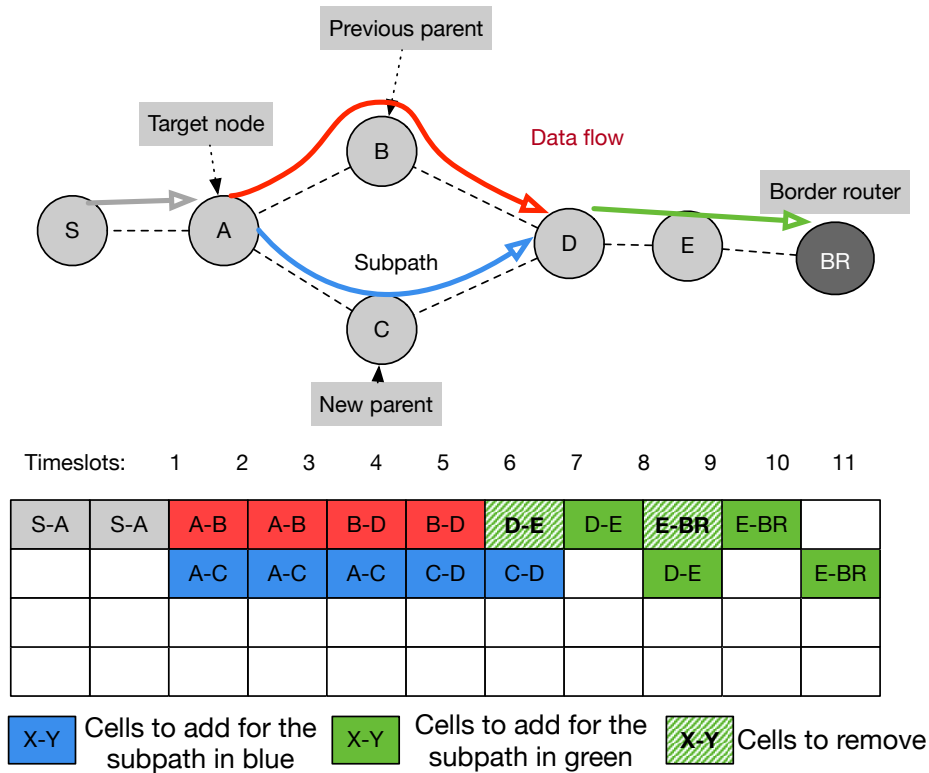 Previous parent
Target node
B
Data flow
Border router
S
A
Subpath
D
E
BR
C
New parent
Timeslots: 1 2 3 4 5 6 7 8 9 10 11
S-A S-A A-B A-B B-D B-D D-E D-E E-BR E-BR
A-C A-C A-C C-D C-D D-E E-BR
X-Y Cells to add for the
subpath in blue
X-Y Cells to add for the
subpath in green
X-Y Cells to remove